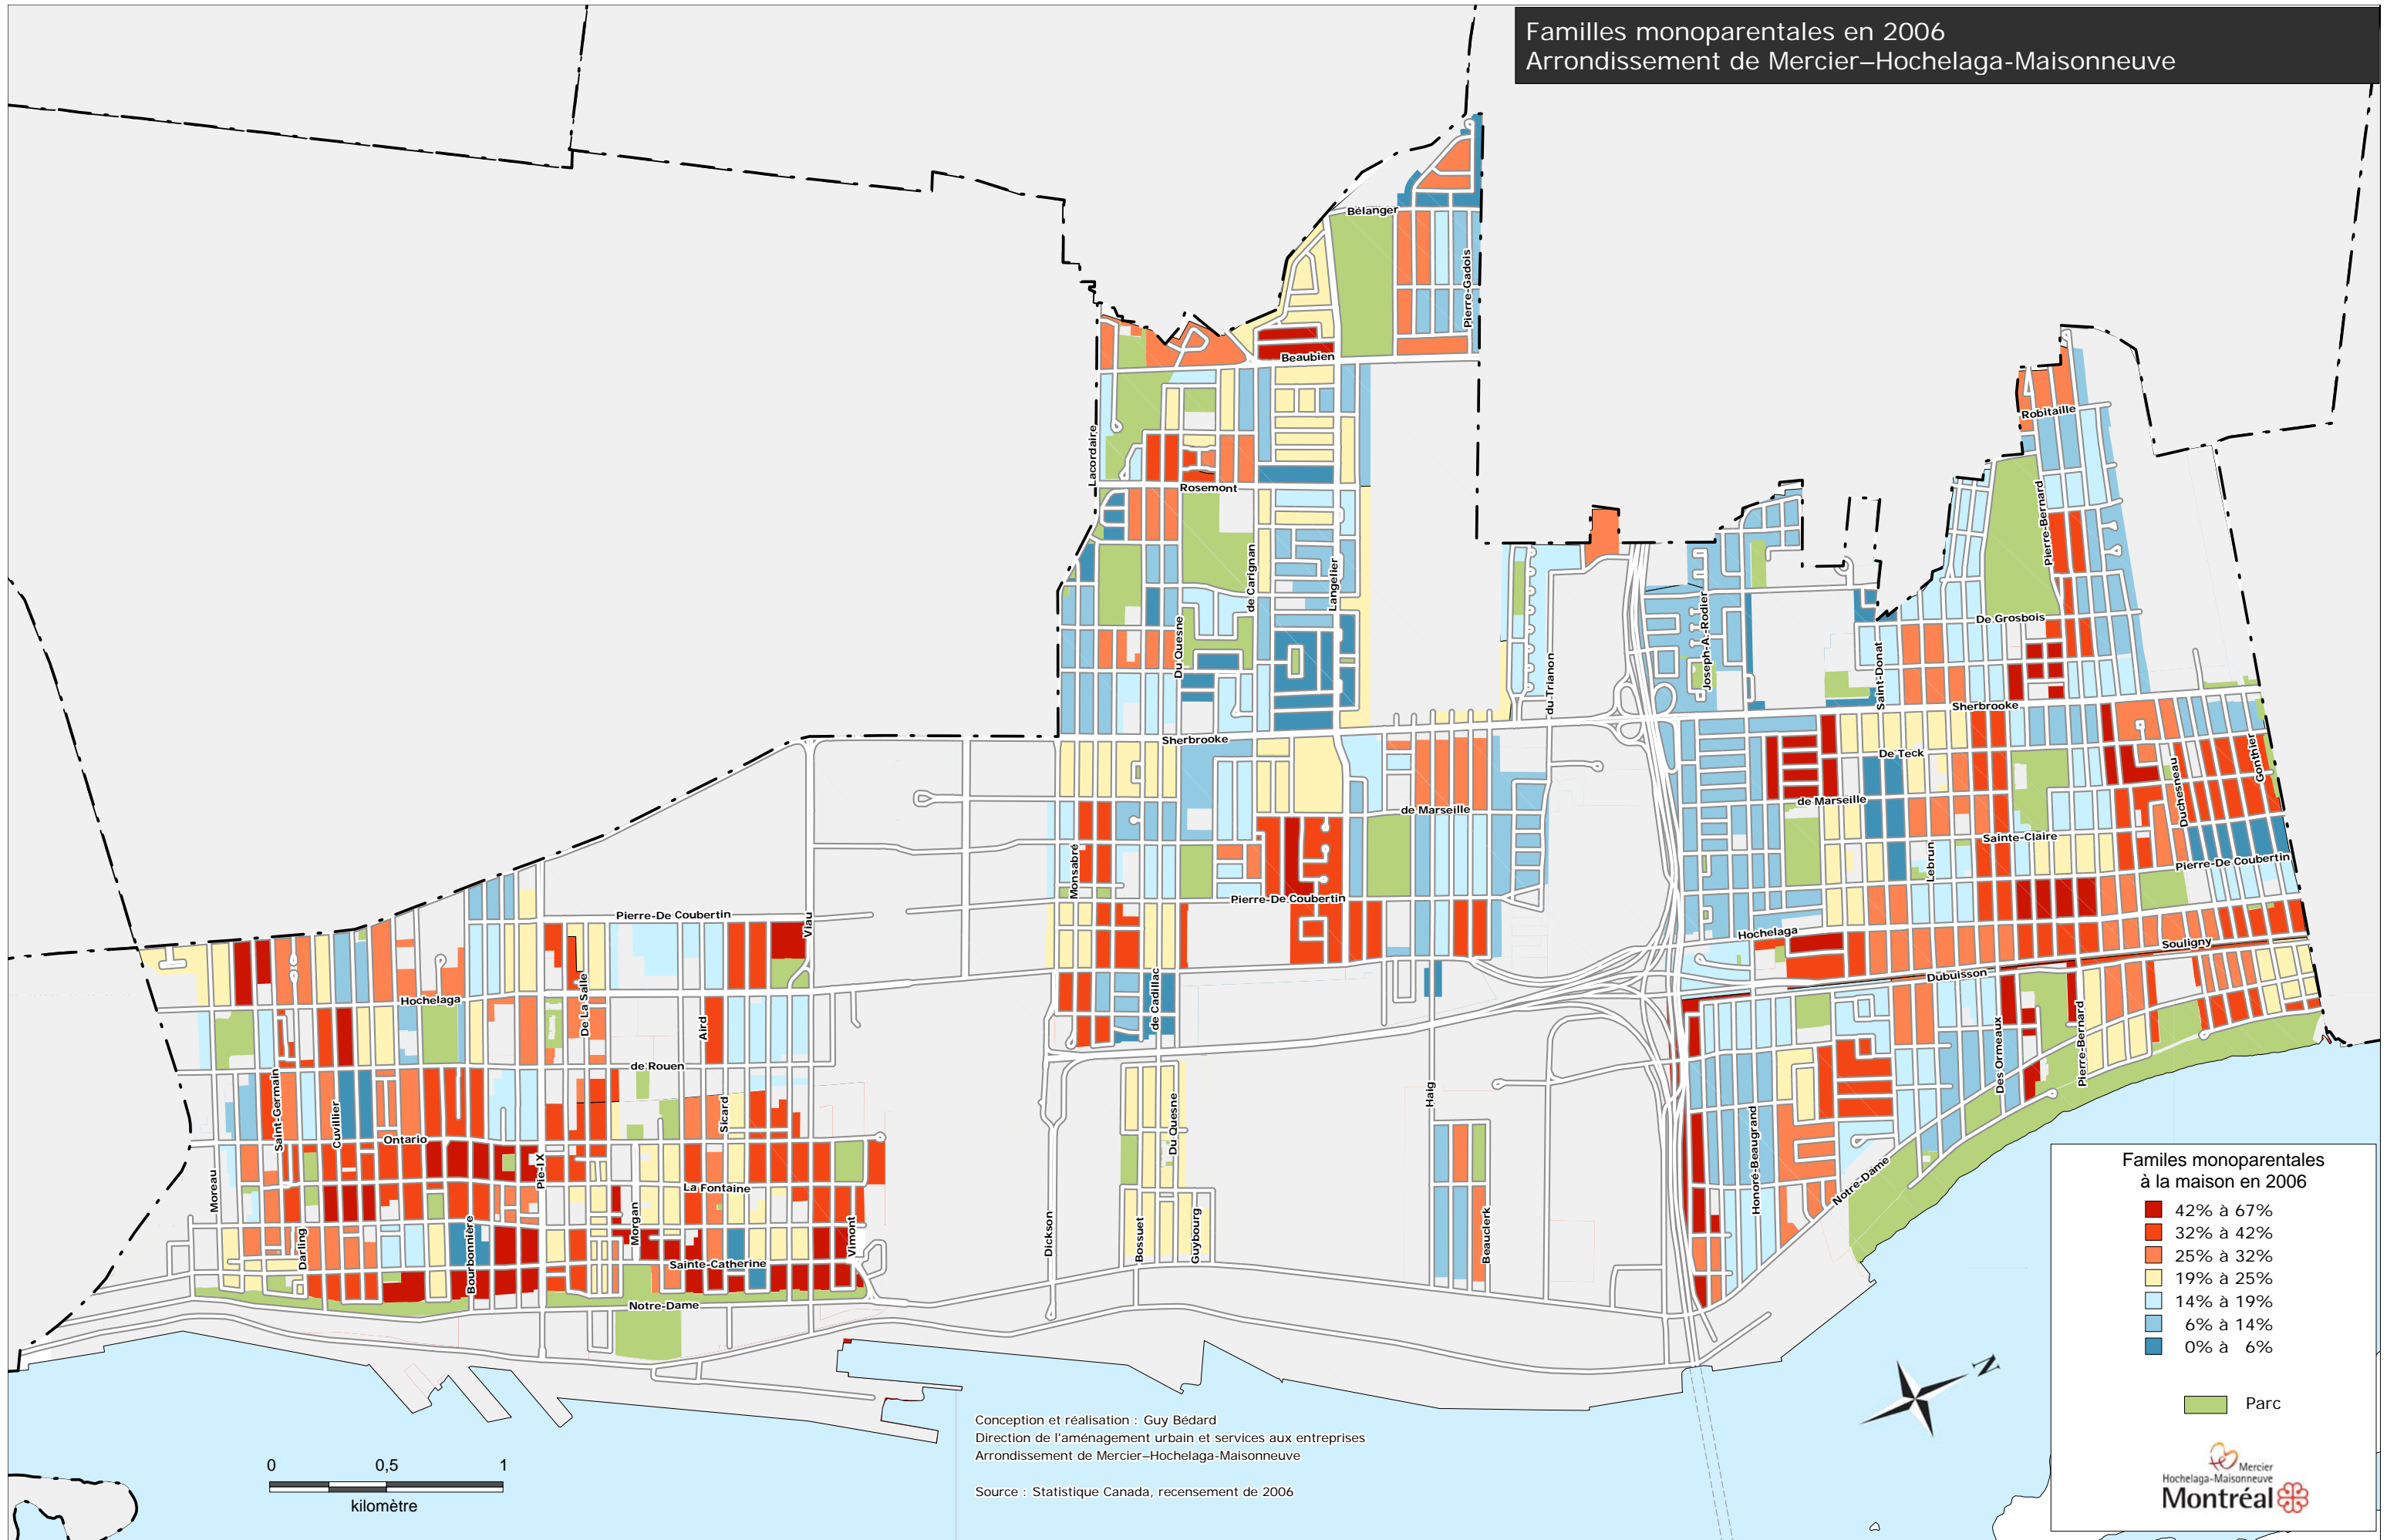 Familles monoparentales en 2006
Arrondissement de Mercier–Hochelaga-Maisonneuve
Bélanger
Pierre-Gadois
Beaubien
Robitaille
Lacordaire
Rosemont
Pierre-Bernard
de Carignan
Langelier
Joseph-A.-Rodier
De Grosbois
Du Quesne
du Trianon
Saint-Donat
Sherbrooke
Sherbrooke
De Teck
Gonthier
Duchesneau
de Marseille
de Marseille
Sainte-Claire
Monsabré
Lebrun
Pierre-De Coubertin
Pierre-De Coubertin
Pierre-De Coubertin
Viau
Hochelaga
Souligny
Dubuisson
Hochelaga
De La Salle
Aird
de Cadillac
Des Ormeaux
Pierre-Bernard
de Rouen
Saint-Germain
Cuvillier
Sicard
Du Quesne
Haig
Honoré-Beaugrand
Ontario
Moreau
Pie-IX
La Fontaine
Notre-Dame
Darling
Bourbonnière
Morgan
Vimont
Dickson
Bossuet
Guybourg
Beauclerk
Sainte-Catherine
Notre-Dame
Familes monoparentales
à la maison en 2006
42% à 67%
32% à 42%
25% à 32%
19% à 25%
14% à 19%
6% à 14%
0% à 6%
Parc
N
Mercier
Hochelaga-Maisonneuve
Montréal
0 0,5 1
kilomètre
Conception et réalisation : Guy Bédard
Direction de l'aménagement urbain et services aux entreprises
Arrondissement de Mercier–Hochelaga-Maisonneuve
Source : Statistique Canada, recensement de 2006